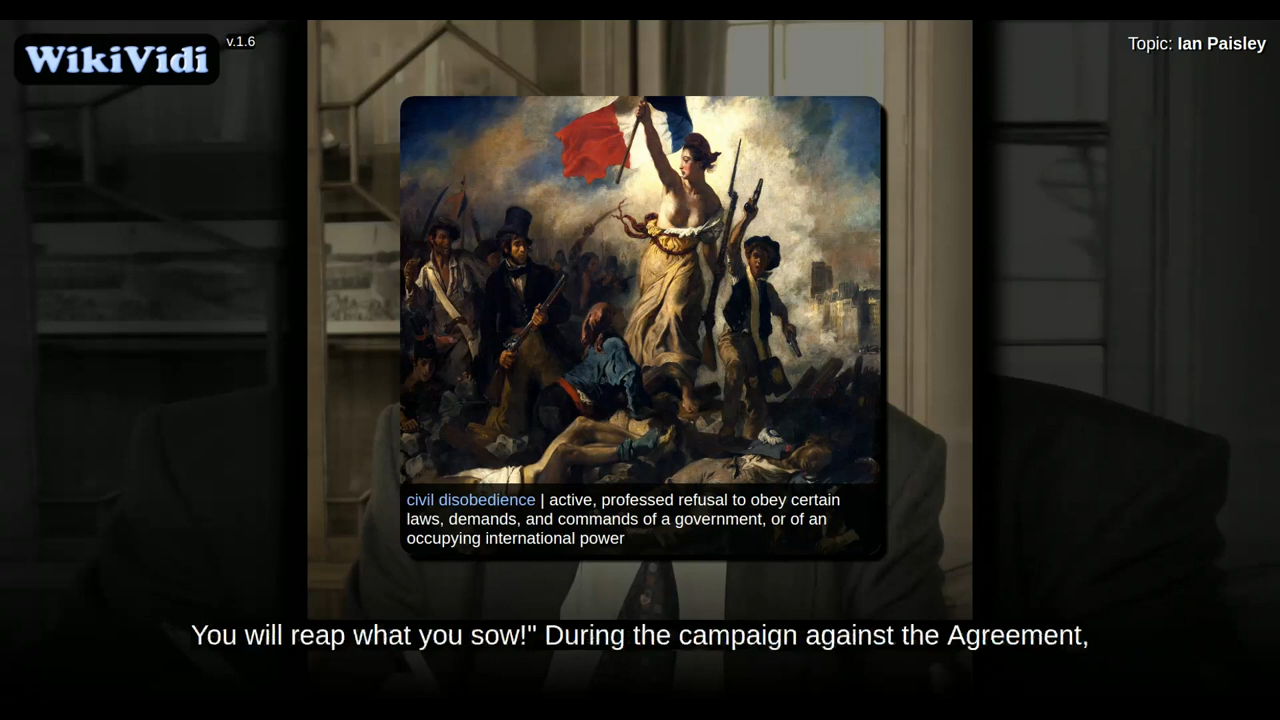 WikiVidi
v.1.6
Topic: Ian Paisley
civil disobedience | active, professed refusal to obey certain
laws, demands, and commands of a government, or of an
occupying international power
You will reap what you sow!" During the campaign against the Agreement,